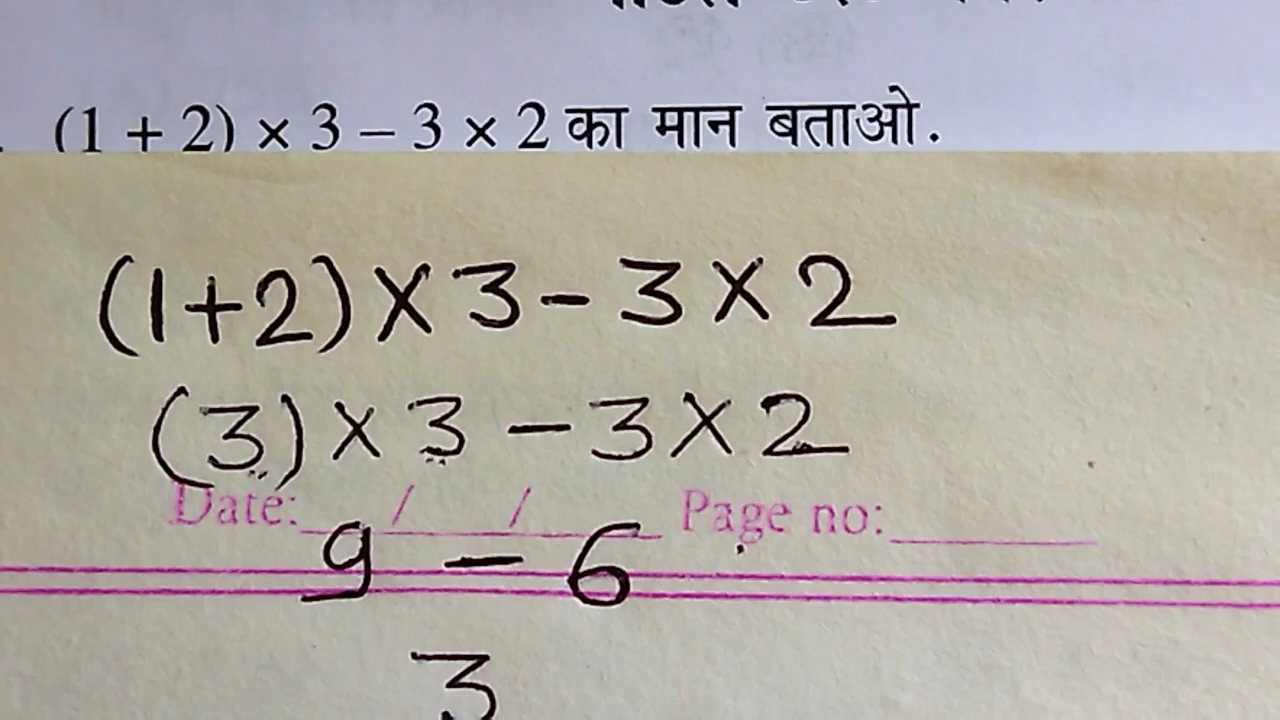 (1 + 2) × 3 – 3 × 2 का मान बताओ.
(1+2)×3-3×2
(3)×3-3×2
Date: / / Page no:
9 - 6
3